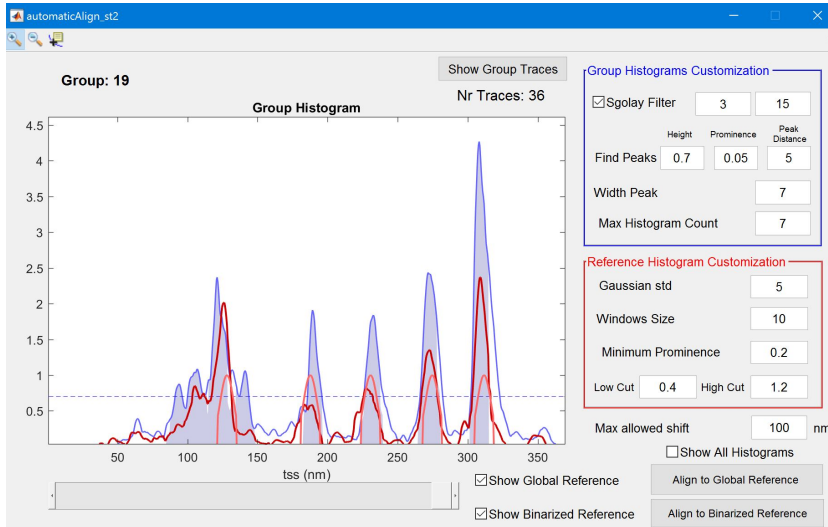 automaticAlign_st2
Group: 19
Show Group Traces
Nr Traces: 36
Group Histogram
4.5
4
3.5
3
2.5
2
1.5
1
0.5
50 100 150 200 250 300 350
tss (nm)
Show Global Reference
Show Binarized Reference
Group Histograms Customization
Sgolay Filter 3 15
Height Prominence Peak Distance
Find Peaks 0.7 0.05 5
Width Peak 7
Max Histogram Count 7
Reference Histogram Customization
Gaussian std 5
Windows Size 10
Minimum Prominence 0.2
Low Cut 0.4 High Cut 1.2
Max allowed shift 100 nm
Show All Histograms
Align to Global Reference
Align to Binarized Reference